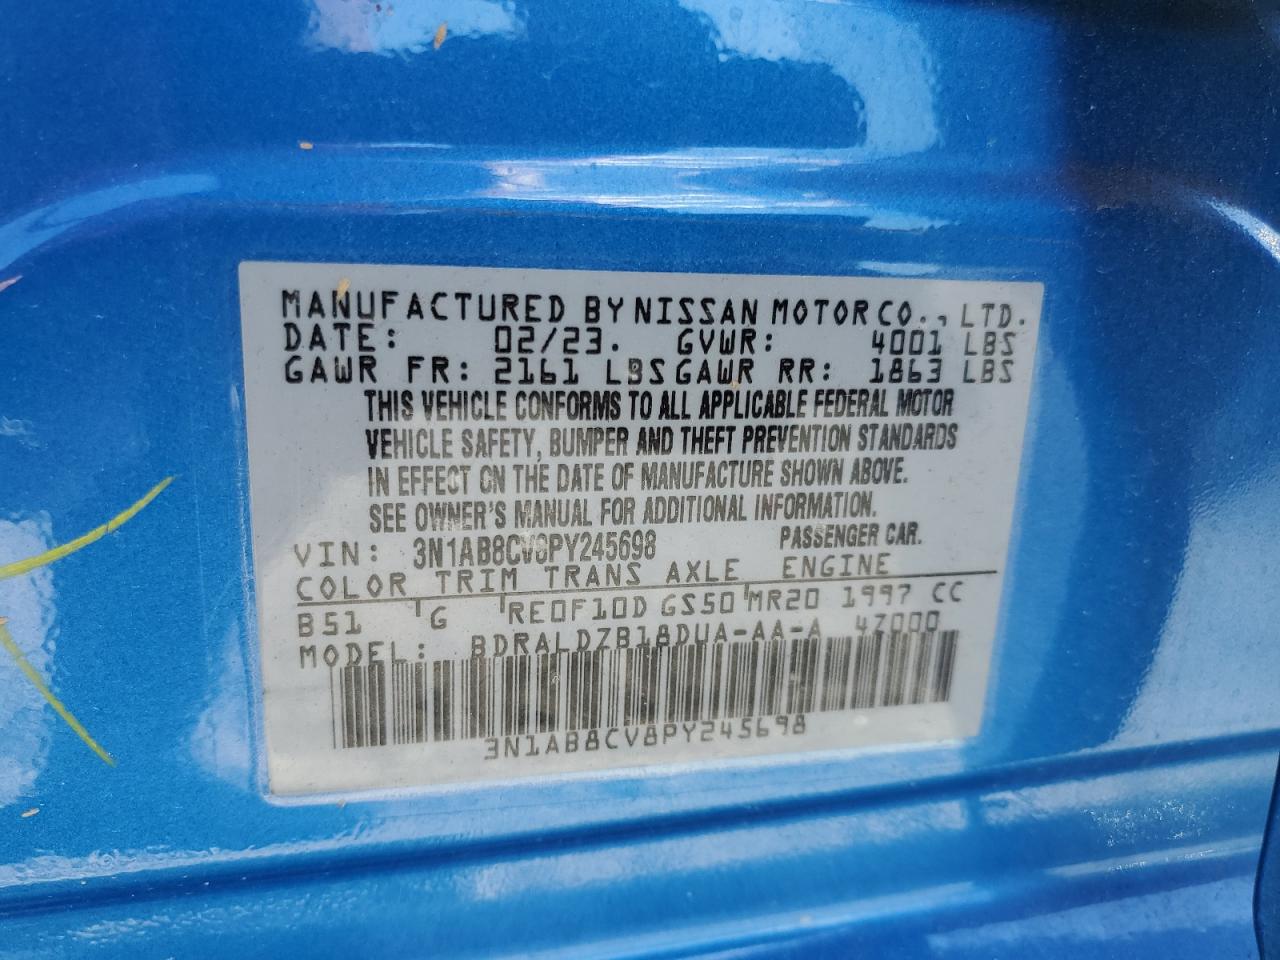 MANUFACTURED BY NISSAN MOTOR CO., LTD.
DATE: 02/23. GVWR: 4001 LBS
GAWR FR: 2161 LBS GAWR RR: 1863 LBS
THIS VEHICLE CONFORMS TO ALL APPLICABLE FEDERAL MOTOR
VEHICLE SAFETY, BUMPER AND THEFT PREVENTION STANDARDS
IN EFFECT ON THE DATE OF MANUFACTURE SHOWN ABOVE.
SEE OWNER'S MANUAL FOR ADDITIONAL INFORMATION.
VIN: 3N1AB8CV8PY245698 PASSENGER CAR.
COLOR TRIM TRANS AXLE ENGINE
B51 G RE0F10D GS50 MR20 1997 CC
MODEL: BDRALDZB18DUA-AA-A 47000
3N1AB8CV8PY245698